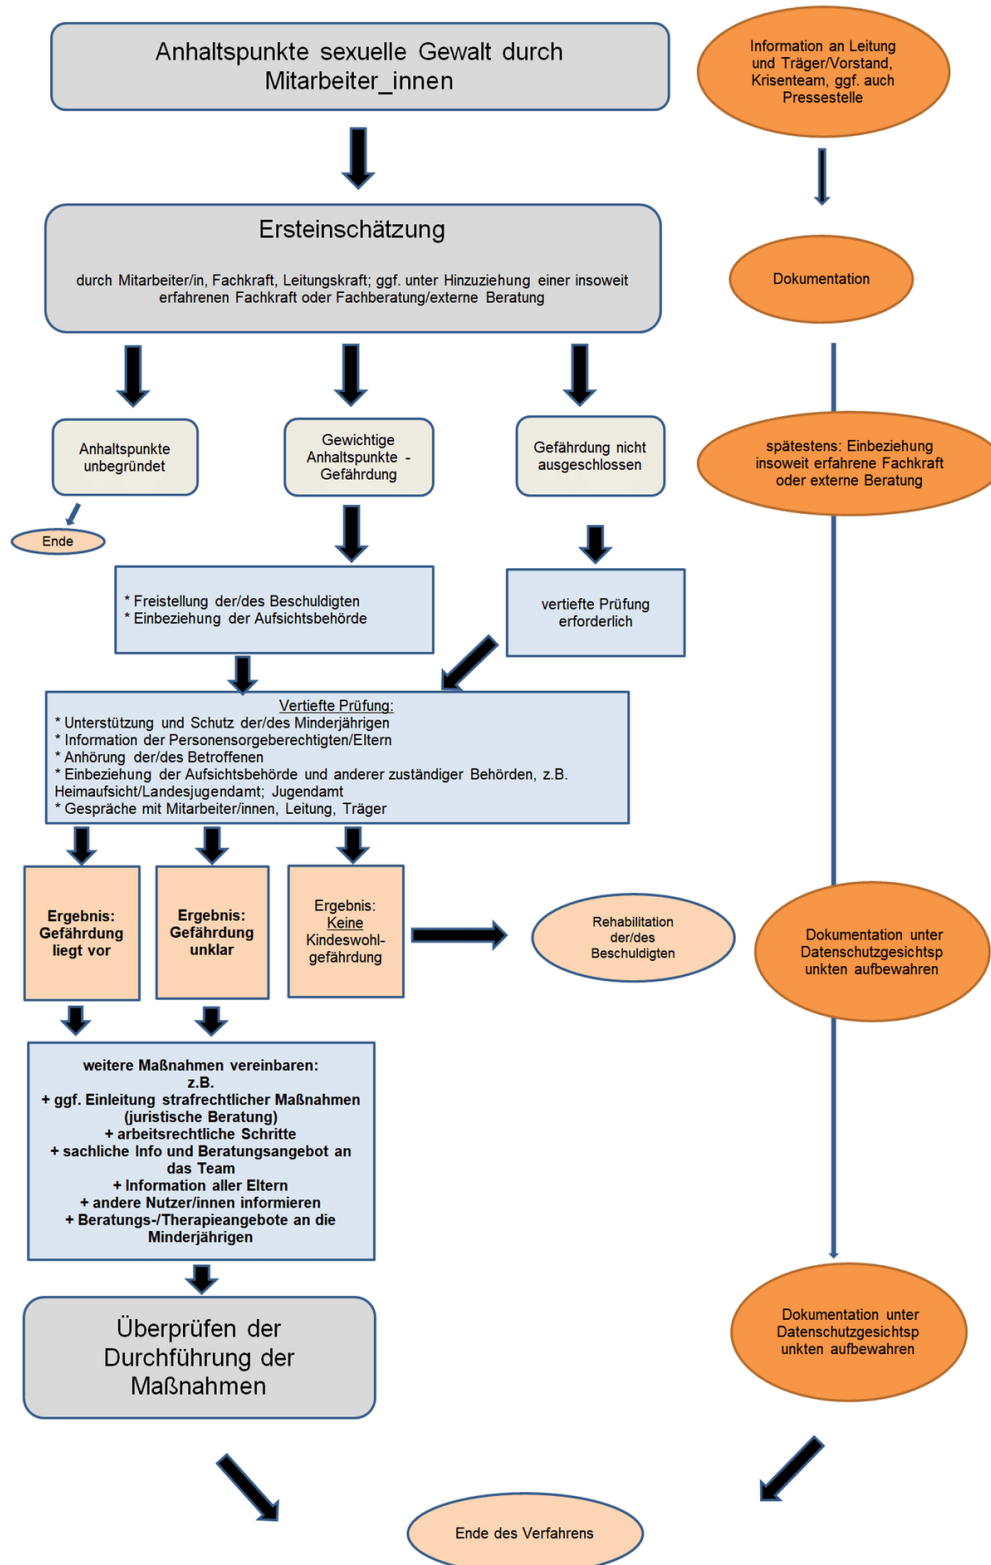 Anhaltspunkte sexuelle Gewalt durch
Mitarbeiter_innen
Information an Leitung
und Träger/Vorstand,
Krisenteam, ggf. auch
Pressestelle
Ersteinschätzung
durch Mitarbeiter/in, Fachkraft, Leitungskraft; ggf. unter Hinzuziehung einer insoweit
erfahrenen Fachkraft oder Fachberatung/externe Beratung
Dokumentation
Anhaltspunkte
unbegründet
Gewichtige
Anhaltspunkte -
Gefährdung
Gefährdung nicht
ausgeschlossen
spätestens: Einbeziehung
insoweit erfahrene Fachkraft
oder externe Beratung
Ende
* Freistellung der/des Beschuldigten
* Einbeziehung der Aufsichtsbehörde
vertiefte Prüfung
erforderlich
Vertiefte Prüfung:
* Unterstützung und Schutz der/des Minderjährigen
* Information der Personensorgeberechtigten/Eltern
* Anhörung der/des Betroffenen
* Einbeziehung der Aufsichtsbehörde und anderer zuständiger Behörden, z.B.
Heimaufsicht/Landesjugendamt; Jugendamt
* Gespräche mit Mitarbeiter/innen, Leitung, Träger
Ergebnis:
Gefährdung
liegt vor
Ergebnis:
Gefährdung
unklar
Ergebnis:
Keine
Kindeswohl-
gefährdung
Rehabilitation
der/des
Beschuldigten
Dokumentation unter
Datenschutzgesichtsp
unkten aufbewahren
weitere Maßnahmen vereinbaren:
z.B.
+ ggf. Einleitung strafrechtlicher Maßnahmen
(juristische Beratung)
+ arbeitsrechtliche Schritte
+ sachliche Info und Beratungsangebot an
das Team
+ Information aller Eltern
+ andere Nutzer/innen informieren
+ Beratungs-/Therapieangebote an die
Minderjährigen
Überprüfen der
Durchführung der
Maßnahmen
Dokumentation unter
Datenschutzgesichtsp
unkten aufbewahren
Ende des Verfahrens